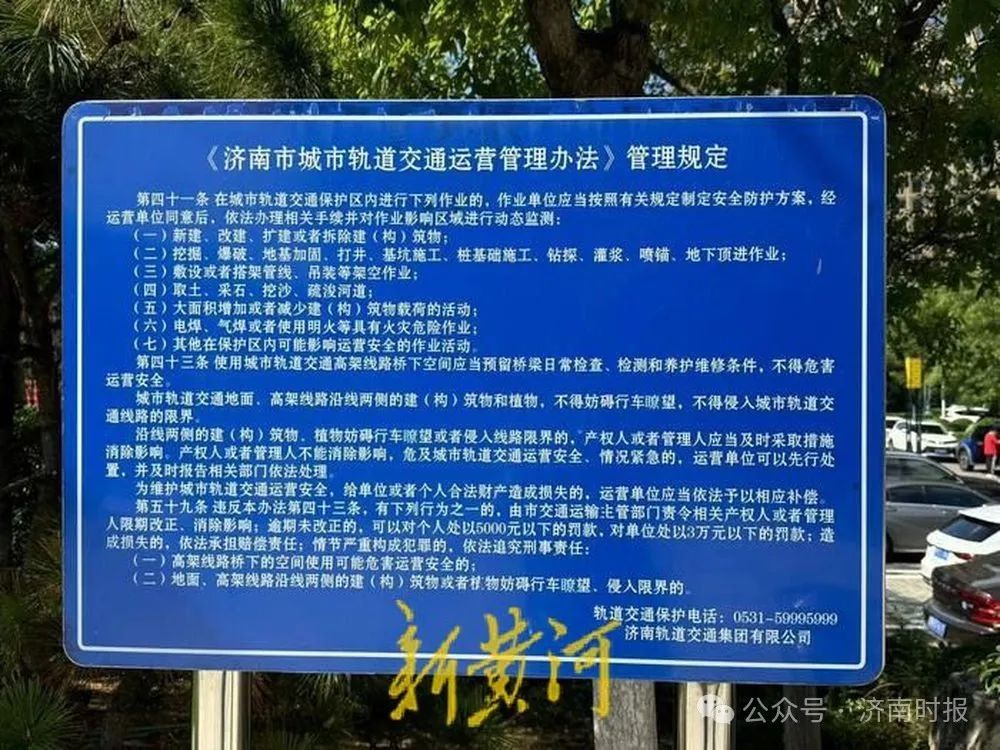 《济南市城市轨道交通运营管理办法》管理规定
第四十一条 在城市轨道交通保护区内进行下列作业的，作业单位应当按照有关规定制定安全防护方案，经
运营单位同意后，依法办理相关手续并对作业影响区域进行动态监测：
（一）新建、改建、扩建或者拆除建（构）筑物；
（二）挖掘、爆破、地基加固、打井、基坑施工、桩基础施工、钻探、灌浆、喷锚、地下顶进作业；
（三）敷设或者搭架管线、吊装等架空作业；
（四）取土、采石、挖沙、疏浚河道；
（五）大面积增加或者减少建（构）筑物载荷的活动；
（六）电焊、气焊或者使用明火等具有火灾危险作业；
（七）其他在保护区内可能影响运营安全的作业活动。
第四十三条 使用城市轨道交通高架线路桥下空间应当预留桥梁日常检查、检测和养护维修条件，不得危害
运营安全。
城市轨道交通地面、高架线路沿线两侧的建（构）筑物和植物，不得妨碍行车瞭望，不得侵入城市轨道交
通线路的限界。
沿线两侧的建（构）筑物、植物妨碍行车瞭望或者侵入线路限界的，产权人或者管理人应当及时采取措施
消除影响。产权人或者管理人不能消除影响，危及城市轨道交通运营安全、情况紧急的，运营单位可以先行处
置，并及时报告相关部门依法处理。
为维护城市轨道交通运营安全，给单位或者个人合法财产造成损失的，运营单位应当依法予以相应补偿。
第五十九条 违反本办法第四十三条，有下列行为之一的，由市交通运输主管部门责令相关产权人或者管理
人限期改正、消除影响；逾期未改正的，可以对个人处以5000元以下的罚款，对单位处以3万元以下的罚款；造
成损失的，依法承担赔偿责任；情节严重构成犯罪的，依法追究刑事责任：
（一）高架线路桥下的空间使用可能危害运营安全的；
（二）地面、高架线路沿线两侧的建（构）筑物或者植物妨碍行车瞭望、侵入限界的。
轨道交通保护电话：0531-59995999
济南轨道交通集团有限公司
新黄河
公众号·济南时报